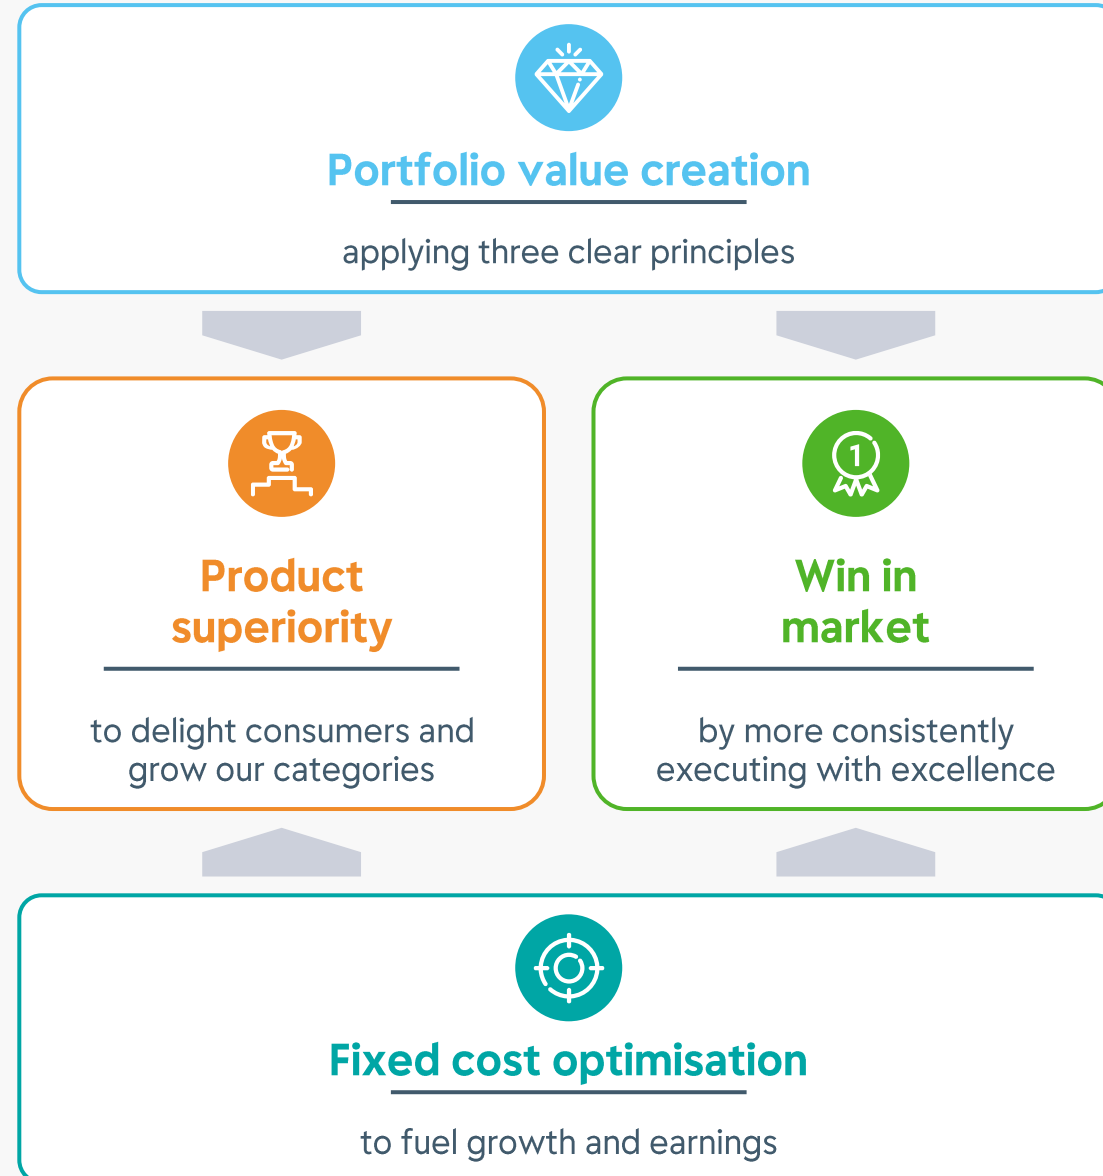 Portfolio value creation
applying three clear principles
Product
superiority
to delight consumers and
grow our categories
1
Win in
market
by more consistently
executing with excellence
Fixed cost optimisation
to fuel growth and earnings